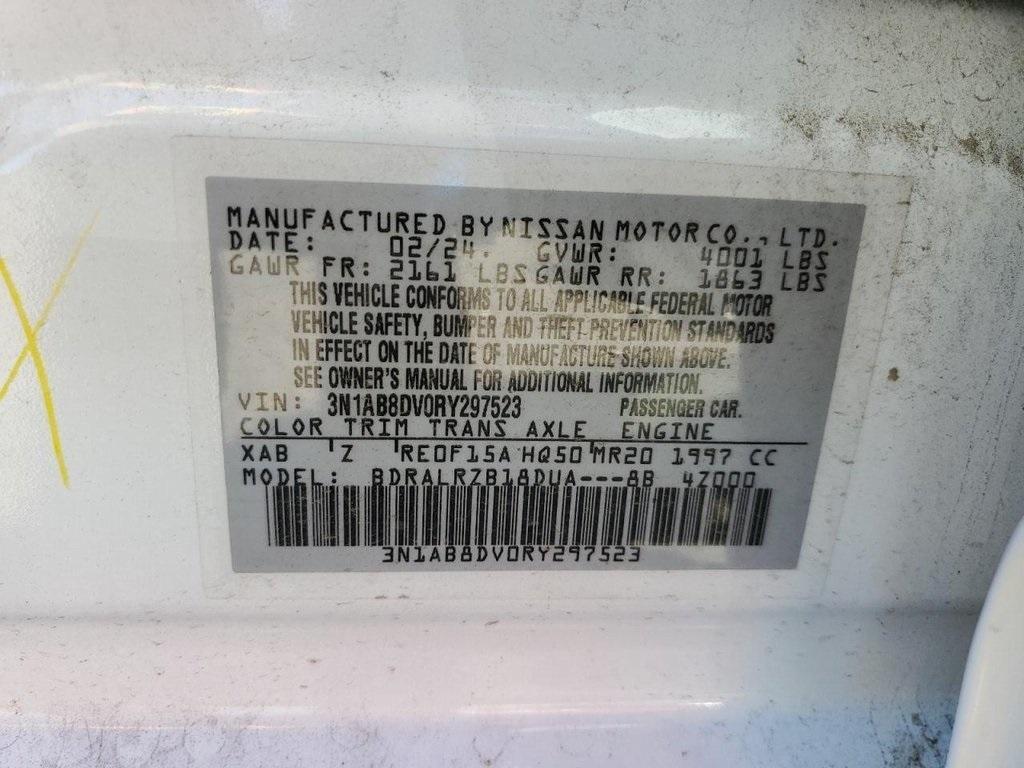 MANUFACTURED BY NISSAN MOTOR CO., LTD.
DATE: 02/24. GVWR: 4001 LBS
GAWR FR: 2161 LBS GAWR RR: 1863 LBS
THIS VEHICLE CONFORMS TO ALL APPLICABLE FEDERAL MOTOR
VEHICLE SAFETY, BUMPER AND THEFT PREVENTION STANDARDS
IN EFFECT ON THE DATE OF MANUFACTURE SHOWN ABOVE.
SEE OWNER'S MANUAL FOR ADDITIONAL INFORMATION.
VIN: 3N1AB8DV0RY297523 PASSENGER CAR.
COLOR TRIM TRANS AXLE ENGINE
XAB Z RE0F15A HQ50 MR20 1997 CC
MODEL: BDRALRZB18DUA---8B 4Z000
3N1AB8DV0RY297523